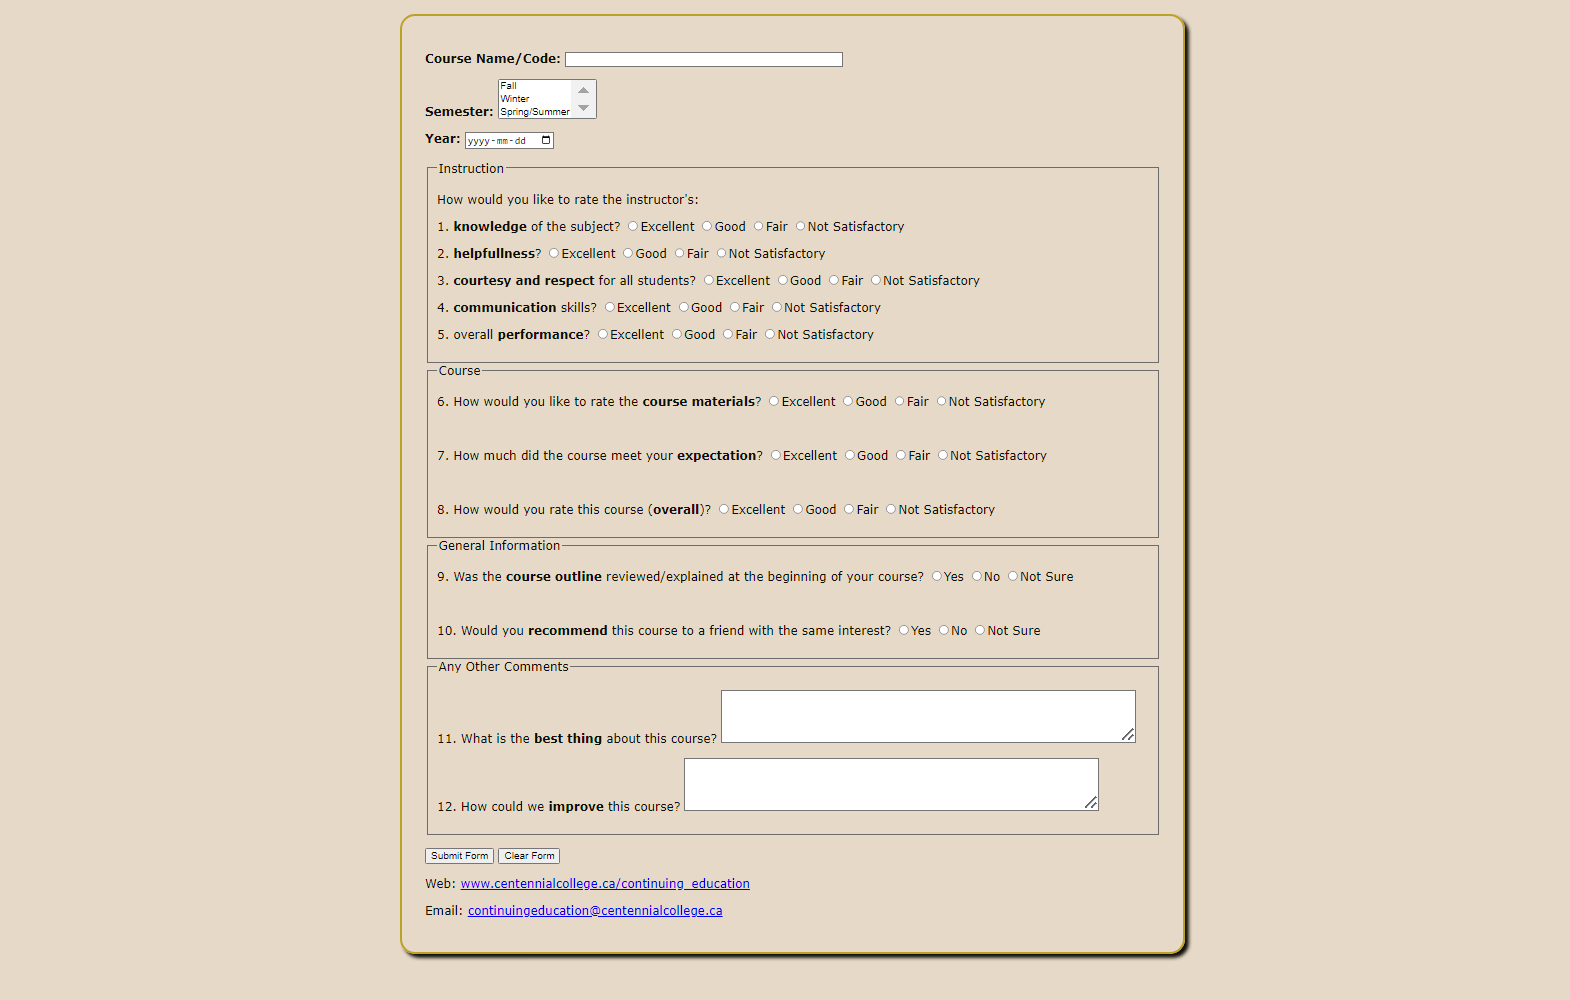 Course Name/Code:
Fall
Winter
Semester: Spring/Summer
Year: yyyy-mm-dd
Instruction
How would you like to rate the instructor's:
1. knowledge of the subject? Excellent Good Fair Not Satisfactory
2. helpfullness? Excellent Good Fair Not Satisfactory
3. courtesy and respect for all students? Excellent Good Fair Not Satisfactory
4. communication skills? Excellent Good Fair Not Satisfactory
5. overall performance? Excellent Good Fair Not Satisfactory
Course
6. How would you like to rate the course materials? Excellent Good Fair Not Satisfactory
7. How much did the course meet your expectation? Excellent Good Fair Not Satisfactory
8. How would you rate this course (overall)? Excellent Good Fair Not Satisfactory
General Information
9. Was the course outline reviewed/explained at the beginning of your course? Yes No Not Sure
10. Would you recommend this course to a friend with the same interest? Yes No Not Sure
Any Other Comments
11. What is the best thing about this course?
12. How could we improve this course?
Submit Form Clear Form
Web: www.centennialcollege.ca/continuing_education
Email: continuingeducation@centennialcollege.ca